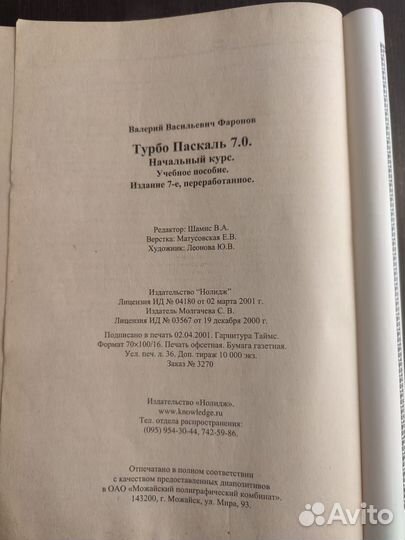 Валерий Васильевич Фаронов
Турбо Паскаль 7.0.
Начальный курс.
Учебное пособие.
Издание 7-е, переработанное.
Редактор: Шамис В.А.
Верстка: Матусовская Е.В.
Художник: Леонова Ю.В.
Издательство “Нолидж”
Лицензия ИД № 04180 от 02 марта 2001 г.
Издатель Молгачева С. В.
Лицензия ИД № 03567 от 19 декабря 2000 г.
Подписано в печать 02.04.2001. Гарнитура Таймс.
Формат 70×100/16. Печать офсетная. Бумага газетная.
Усл. печ. л. 36. Доп. тираж 10 000 экз.
Заказ № 3270
Издательство «Нолидж».
www.knowledge.ru
Тел. отдела распространения:
(095) 954-30-44, 742-59-86.
Отпечатано в полном соответствии
с качеством предоставленных диапозитивов
в ОАО «Можайский полиграфический комбинат».
143200, г. Можайск, ул. Мира, 93.
Avito